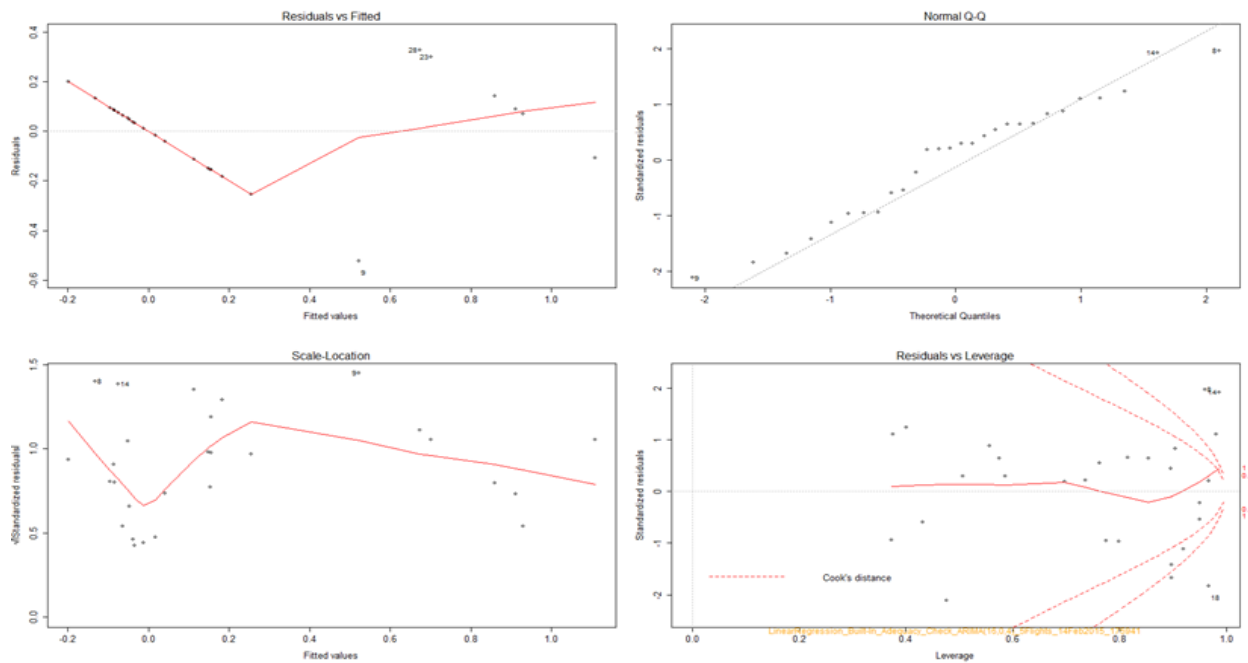 Residuals vs Fitted
Residuals
0.4
0.2
0.0
-0.2
-0.4
-0.6
28
23
9
-0.2 0.0 0.2 0.4 0.6 0.8 1.0
Fitted values
Normal Q-Q
Standardized residuals
2
1
0
-1
-2
14
8
9
-2 -1 0 1 2
Theoretical Quantiles
Scale-Location
√|Standardized residuals|
1.5
1.0
0.5
0.0
8
14
9
-0.2 0.0 0.2 0.4 0.6 0.8 1.0
Fitted values
Residuals vs Leverage
Standardized residuals
2
1
0
-1
-2
14
18
1
1
Cook's distance
0.0 0.4 0.6 0.8 1.0
Leverage